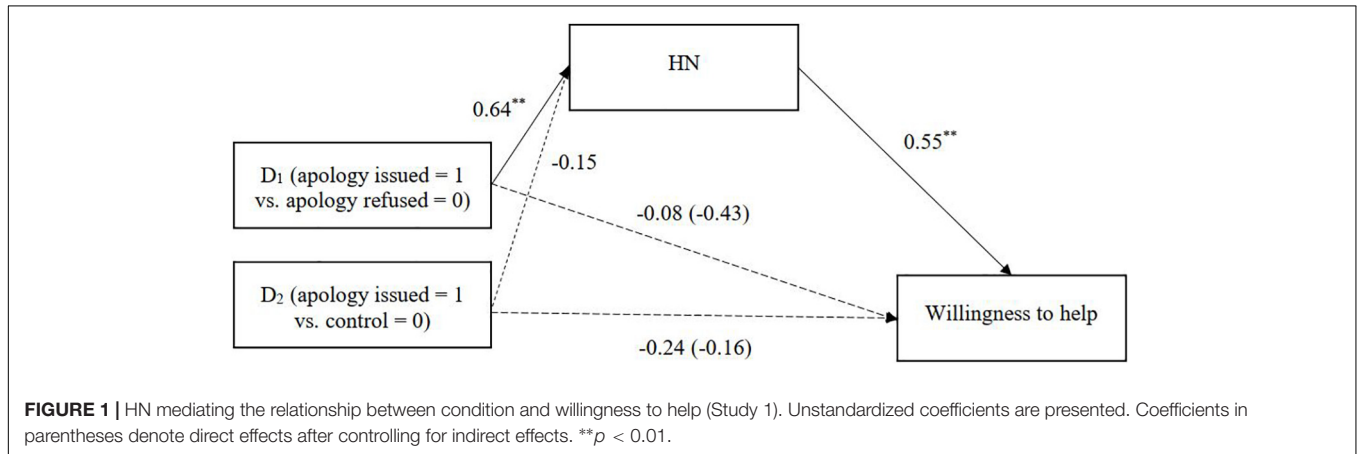 HN
0.64**
0.55**
D₁ (apology issued = 1
vs. apology refused = 0)
-0.15
-0.08 (-0.43)
D₂ (apology issued = 1
vs. control = 0)
Willingness to help
-0.24 (-0.16)
FIGURE 1 | HN mediating the relationship between condition and willingness to help (Study 1). Unstandardized coefficients are presented. Coefficients in
parentheses denote direct effects after controlling for indirect effects. **p < 0.01.